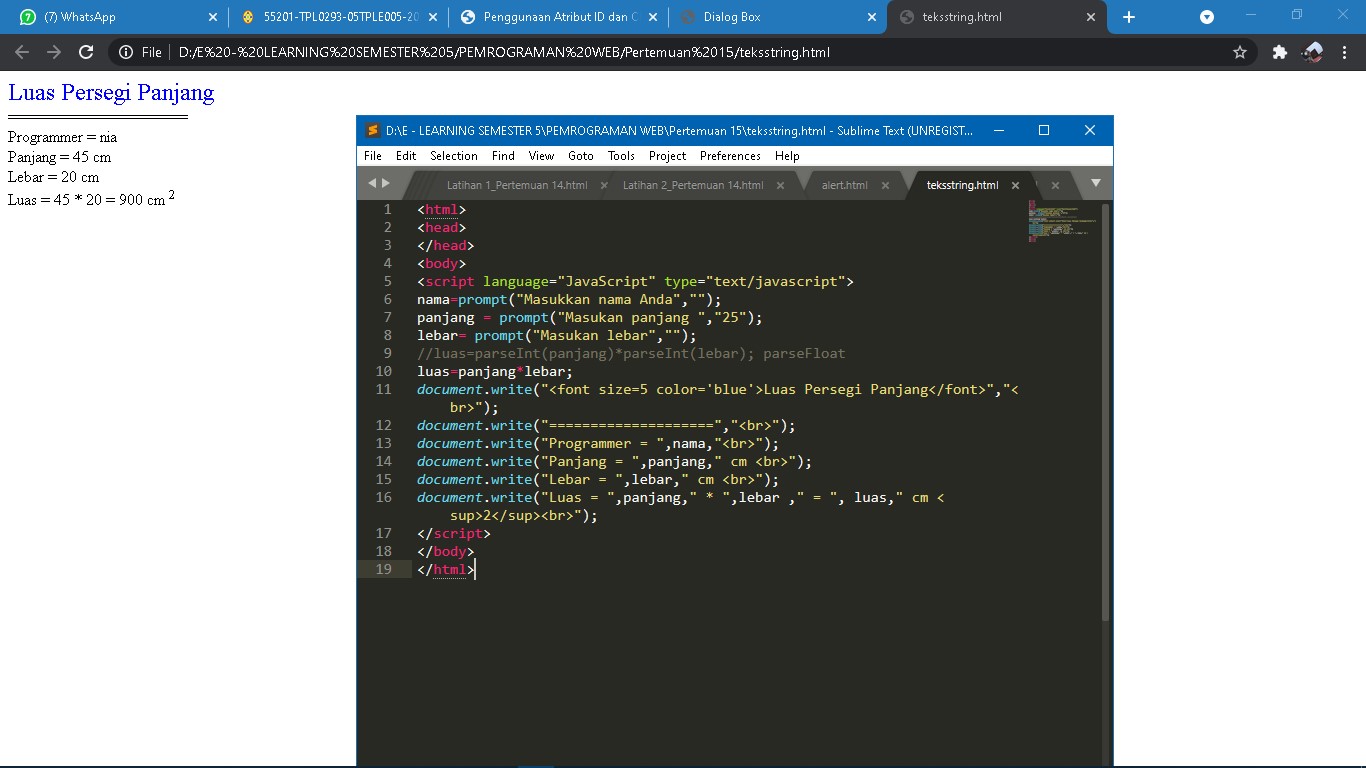 (7) WhatsApp
55201-TPL0293-05TPLE005-20
Penggunaan Atribut ID dan C
Dialog Box
teksstring.html
File
D:/E%20-%20LEARNING%20SEMESTER%205/PEMROGRAMAN%20WEB/Pertemuan%2015/teksstring.html
Luas Persegi Panjang
======================
Programmer = nia
Panjang = 45 cm
Lebar = 20 cm
Luas = 45 * 20 = 900 cm 2
D:\E - LEARNING SEMESTER 5\PEMROGRAMAN WEB\Pertemuan 15\teksstring.html - Sublime Text (UNREGIST...
File Edit Selection Find View Goto Tools Project Preferences Help
Latihan 1_Pertemuan 14.html Latihan 2_Pertemuan 14.html alert.html teksstring.html
1 <html>
2 <head>
3 </head>
4 <body>
5 <script language="JavaScript" type="text/javascript">
6 nama=prompt("Masukkan nama Anda","");
7 panjang = prompt("Masukan panjang ","25");
8 lebar= prompt("Masukan lebar","");
9 //luas=parseInt(panjang)*parseInt(lebar); parseFloat
10 luas=panjang*lebar;
11 document.write("<font size=5 color='blue'>Luas Persegi Panjang</font>","<
br>");
12 document.write("====================","<br>");
13 document.write("Programmer = ",nama,"<br>");
14 document.write("Panjang = ",panjang," cm <br>");
15 document.write("Lebar = ",lebar," cm <br>");
16 document.write("Luas = ",panjang," * ",lebar ," = ", luas," cm <
sup>2</sup><br>");
17 </script>
18 </body>
19 </html>